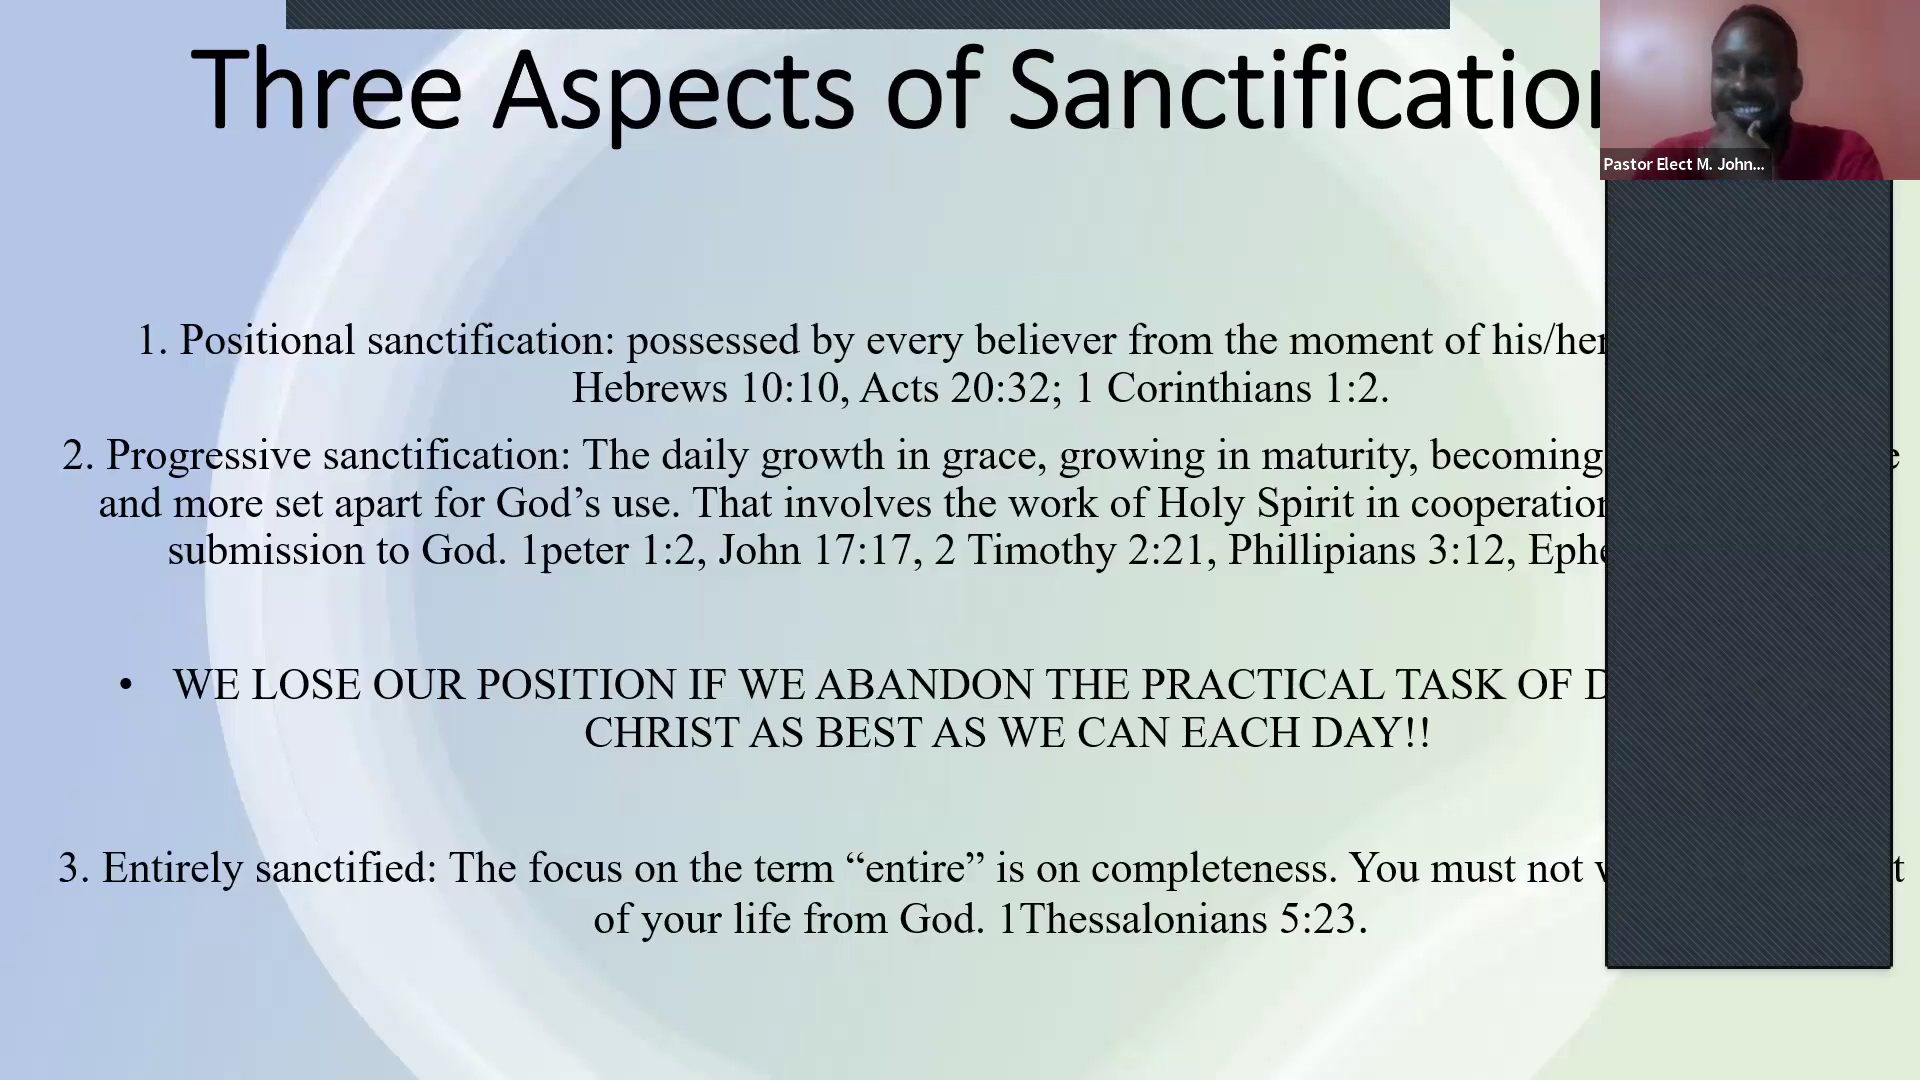 Three Aspects of Sanctification
Pastor Elect M. John...
1. Positional sanctification: possessed by every believer from the moment of his/her
Hebrews 10:10, Acts 20:32; 1 Corinthians 1:2.
2. Progressive sanctification: The daily growth in grace, growing in maturity, becoming
and more set apart for God’s use. That involves the work of Holy Spirit in cooperation
submission to God. 1peter 1:2, John 17:17, 2 Timothy 2:21, Phillipians 3:12,
• WE LOSE OUR POSITION IF WE ABANDON THE PRACTICAL TASK OF
CHRIST AS BEST AS WE CAN EACH DAY!!
3. Entirely sanctified: The focus on the term “entire” is on completeness. You must not
of your life from God. 1Thessalonians 5:23.